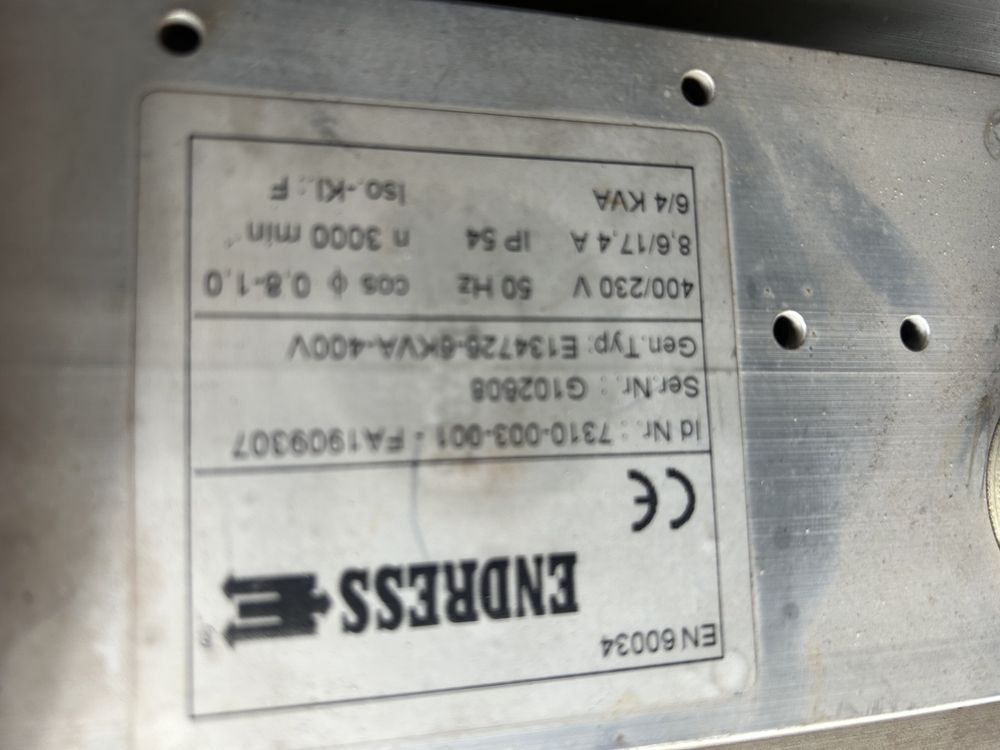 EN 60034
ENDRESS
CE
Id Nr.: 7310-003-001 : FA1909307
Ser.Nr.: G102608
Gen.Typ: E134726-6KVA-400V
400/230 V 50 Hz cos ϕ 0,8-1,0
8,6/17,4 A IP 54 n 3000 min⁻¹
6/4 KVA Iso.-Kl.: F